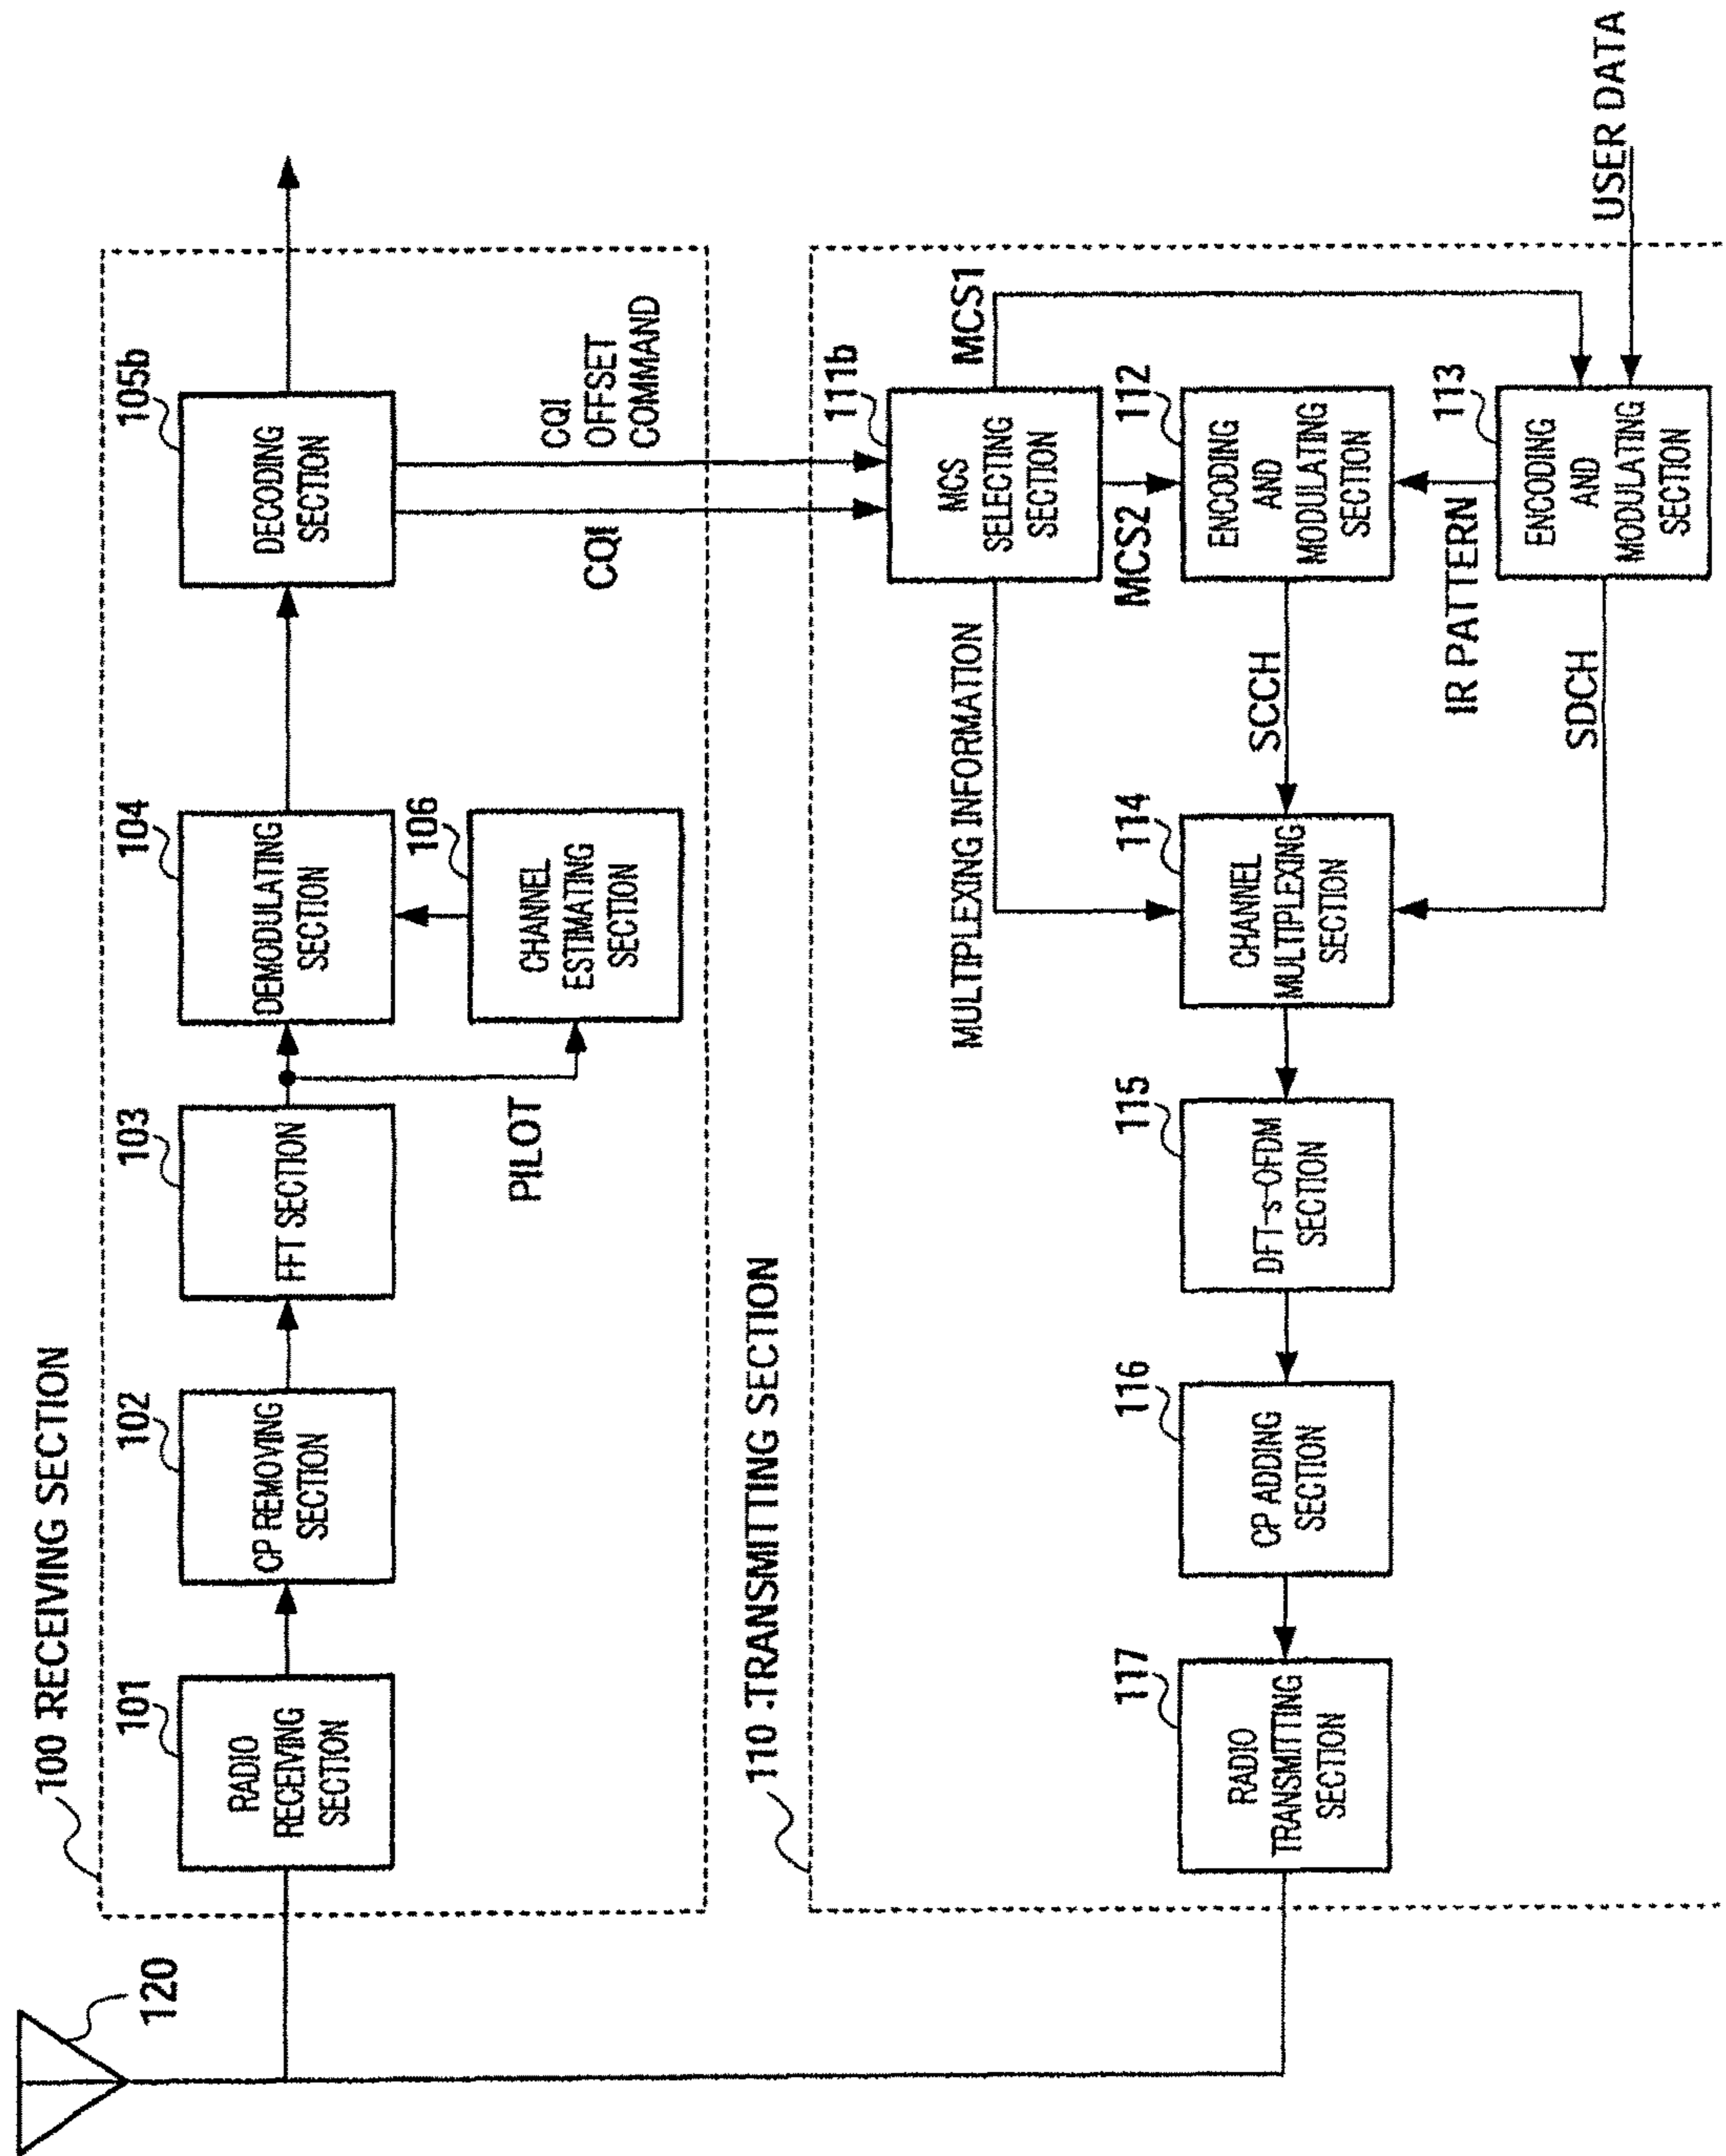 120
100 RECEIVING SECTION
101
RADIO
RECEIVING
SECTION
102
CP REMOVING
SECTION
103
FFT SECTION
PILOT
104
DEMODULATING
SECTION
106
CHANNEL
ESTIMATING
SECTION
105b
DECODING
SECTION
CQI
CQI
OFFSET
COMMAND
110 TRANSMITTING SECTION
111b
MCS
SELECTING
SECTION
MCS1
MULTIPLEXING INFORMATION
MCS2
112
ENCODING
AND
MODULATING
SECTION
SCCH
IR PATTERN
113
ENCODING
AND
MODULATING
SECTION
SDCH
USER DATA
114
CHANNEL
MULTIPLEXING
SECTION
115
DFT-s-OFDM
SECTION
116
CP ADDING
SECTION
117
RADIO
TRANSMITTING
SECTION